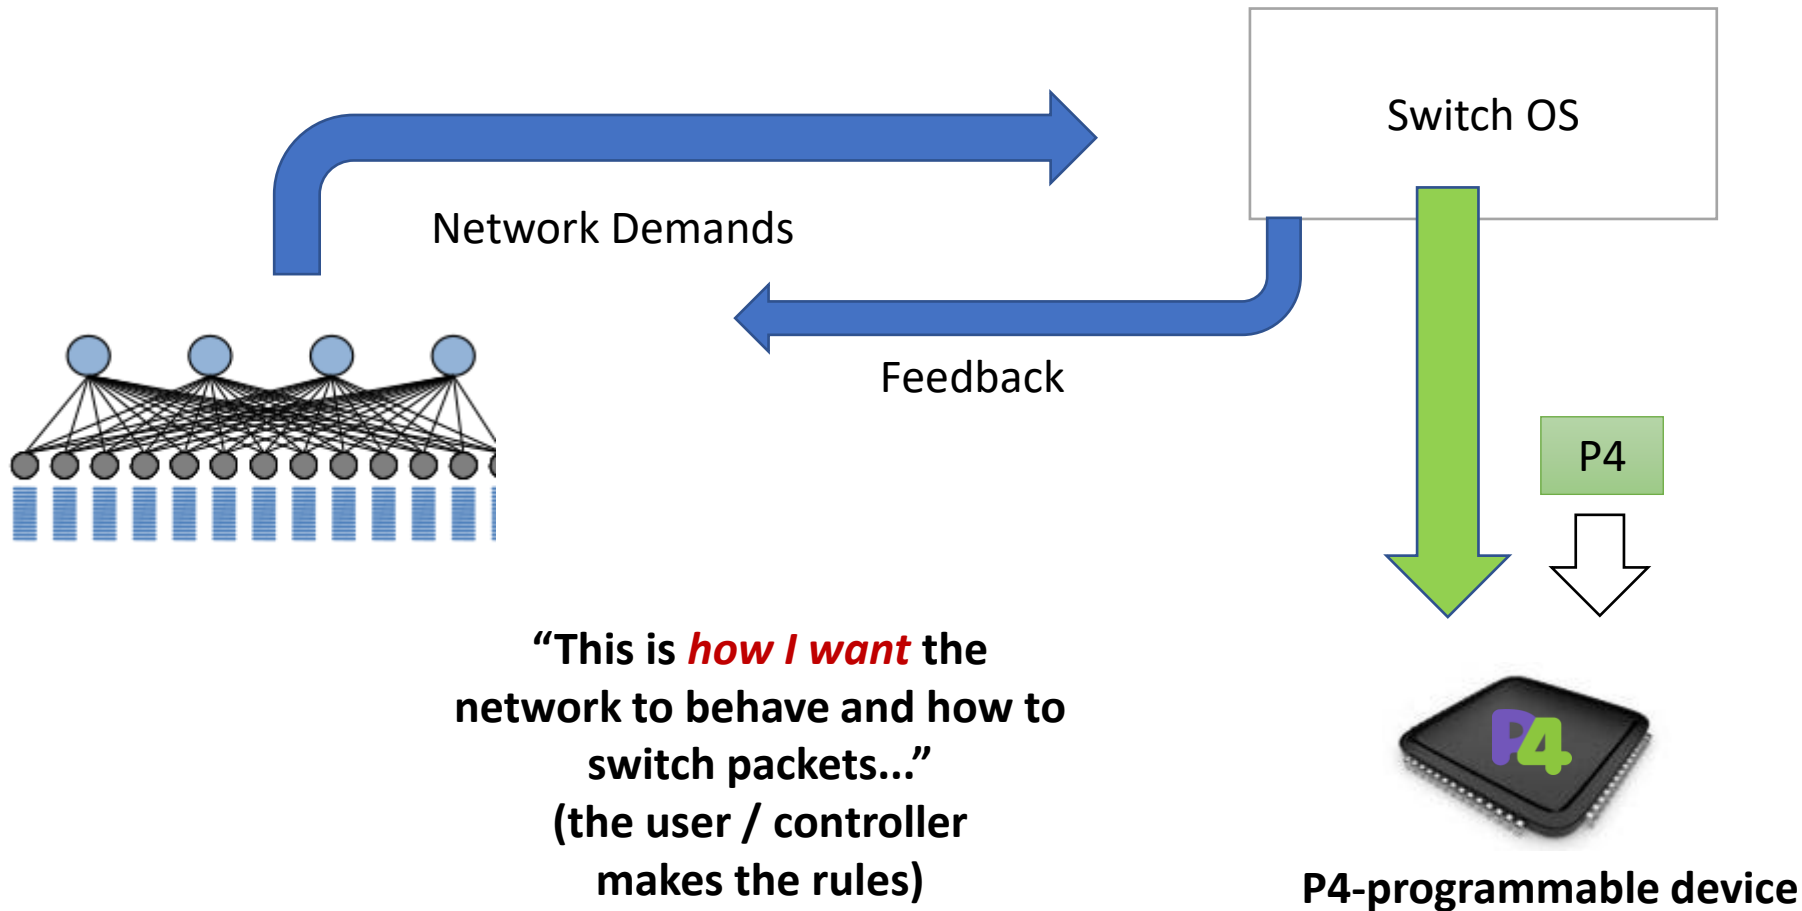 Switch OS
Network Demands
Feedback
P4
“This is how I want the
network to behave and how to
switch packets...”
(the user / controller
makes the rules)
P4
P4-programmable device